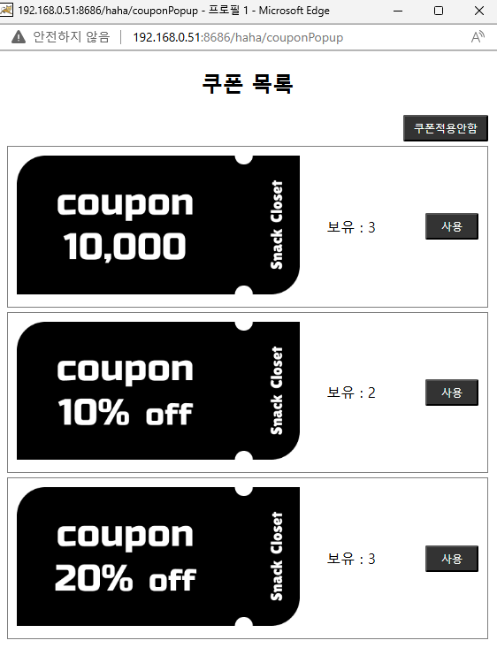 192.168.0.51:8686/haha/couponPopup - 프로필 1 - Microsoft Edge
안전하지 않음 | 192.168.0.51:8686/haha/couponPopup
쿠폰 목록
쿠폰적용안함
coupon
10,000
Snack Closet
보유 : 3
사용
coupon
10% off
Snack Closet
보유 : 2
사용
coupon
20% off
Snack Closet
보유 : 3
사용